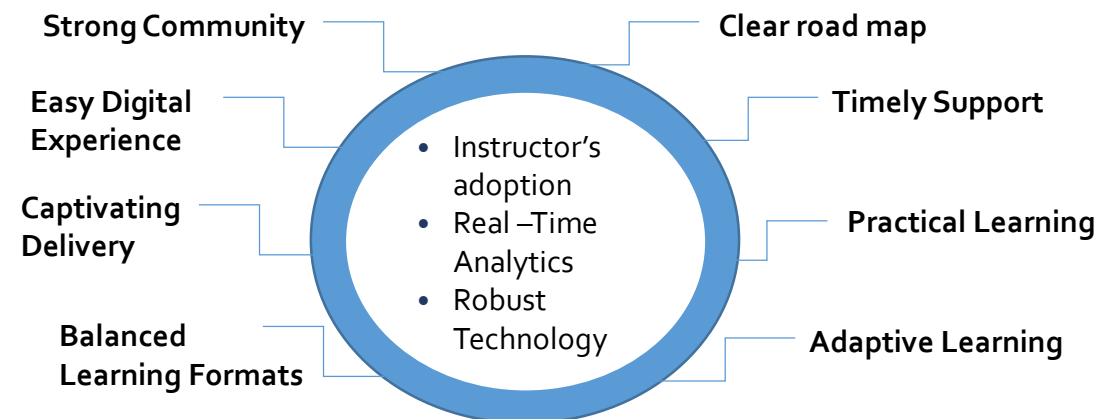 Strong Community
Clear road map
Easy Digital
Experience
Timely Support
• Instructor’s
adoption
• Real –Time
Analytics
• Robust
Technology
Captivating
Delivery
Practical Learning
Balanced
Learning Formats
Adaptive Learning